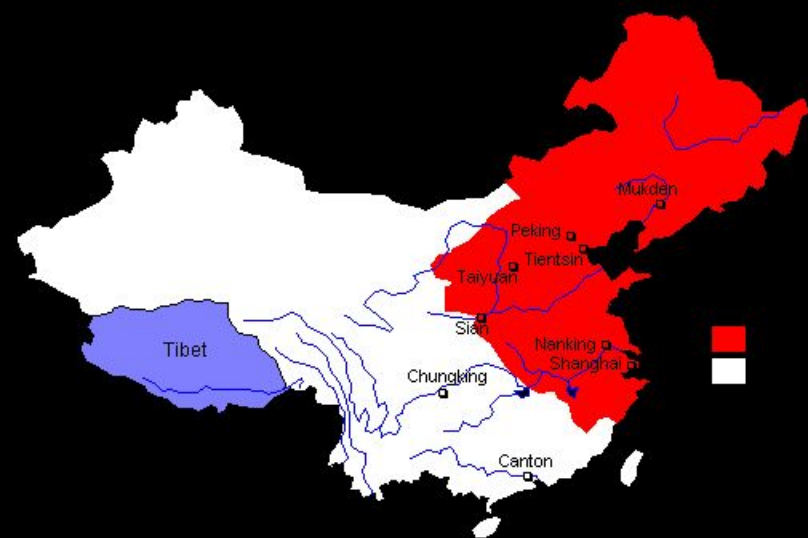 Mukden
Peking
Tientsin
Taiyuan
Sian
Nanking
Shanghai
Tibet
Chungking
Canton